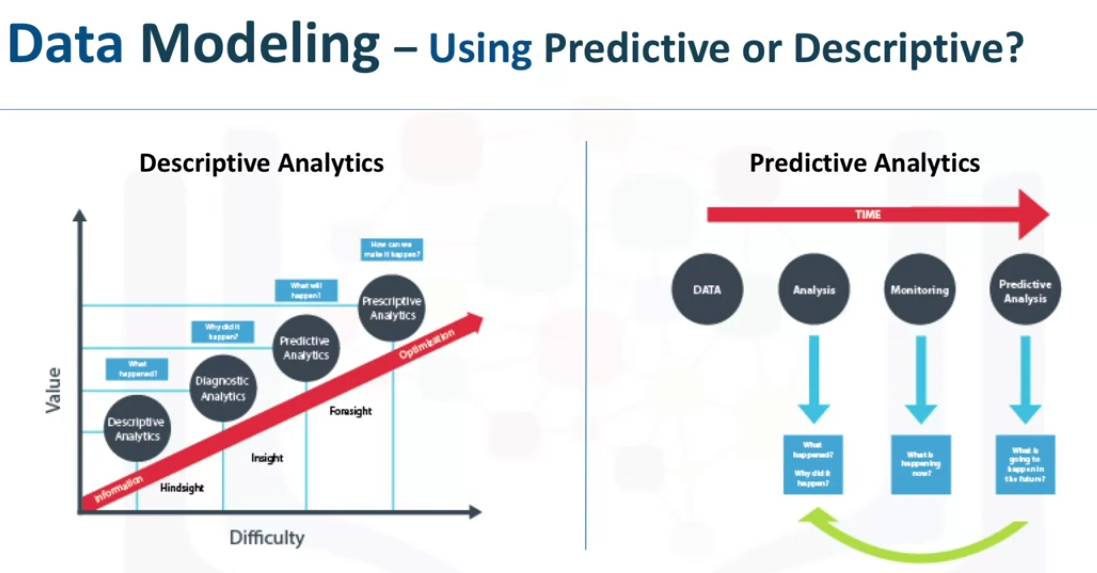 Data Modeling – Using Predictive or Descriptive?
Descriptive Analytics
How can we
make it happen?
What will
happen?
Prescriptive
Analytics
Why did it
happen?
Predictive
Analytics
Optimization
What
happened?
Diagnostic
Analytics
Value
Descriptive
Analytics
Foresight
Insight
Information
Hindsight
Difficulty
Predictive Analytics
TIME
DATA
Analysis
Monitoring
Predictive
Analysis
What
happened?
Why did it
happen?
What is
happening
now?
What is
going to
happen in
the future?